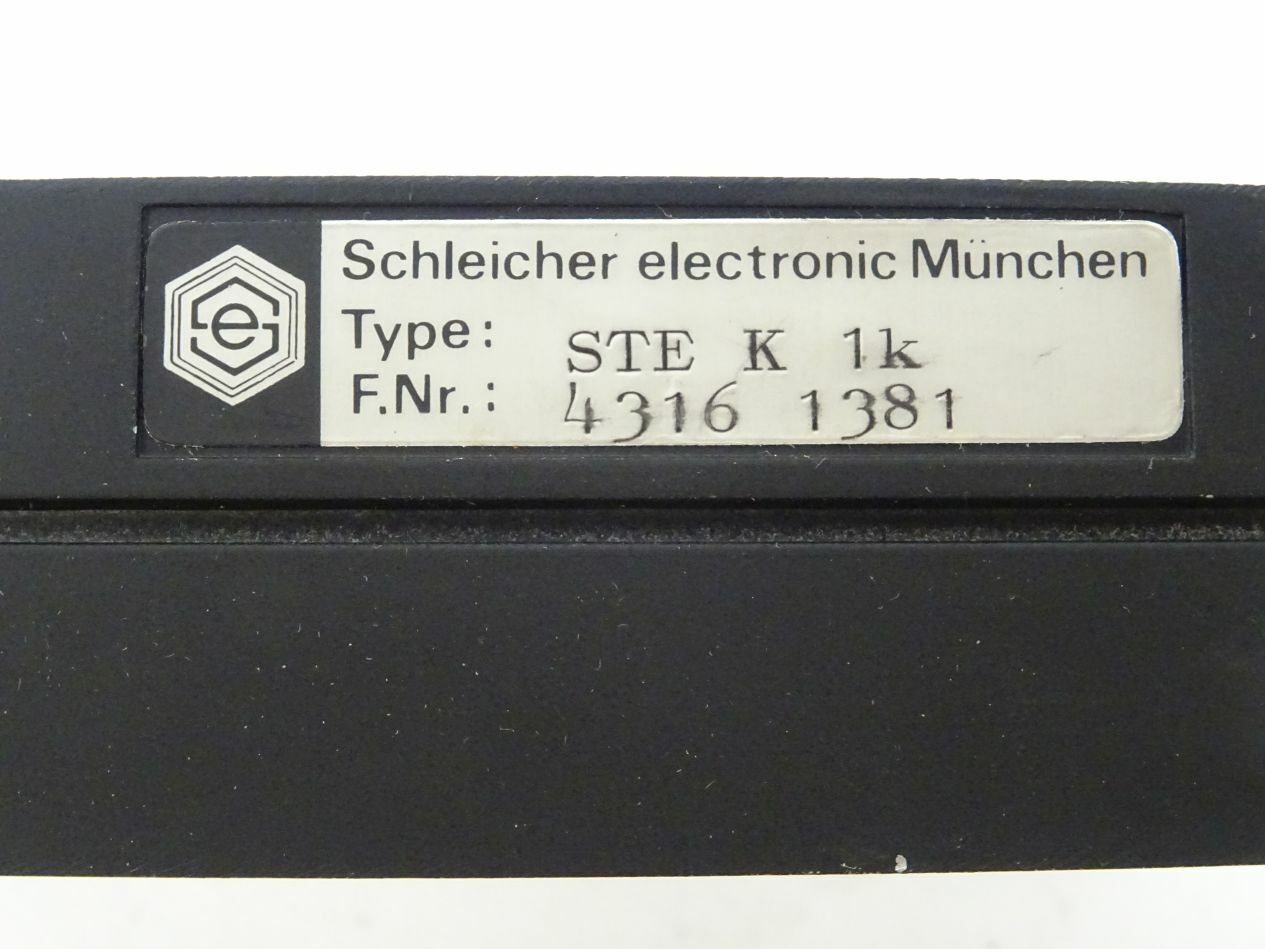 Schleicher electronic München
Type: STE K 1k
F.Nr.: 4316 1381